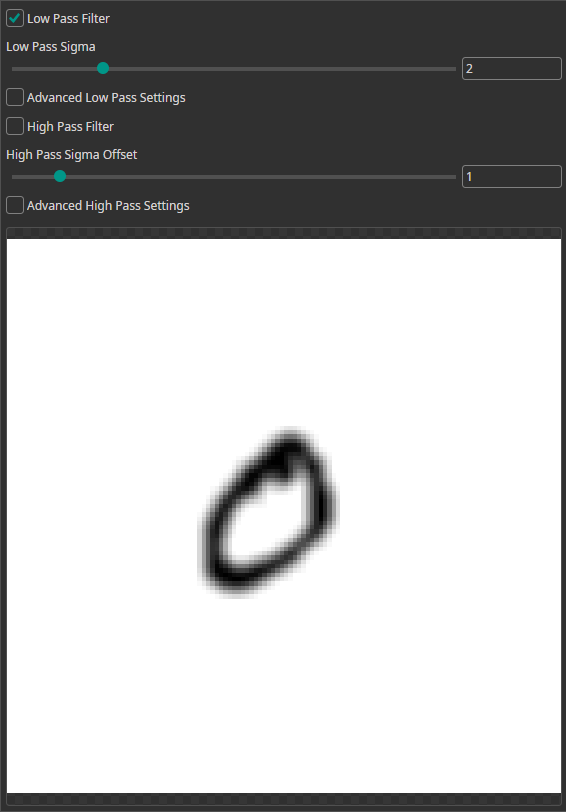 Low Pass Filter
Low Pass Sigma
2
Advanced Low Pass Settings
High Pass Filter
High Pass Sigma Offset
1
Advanced High Pass Settings
0